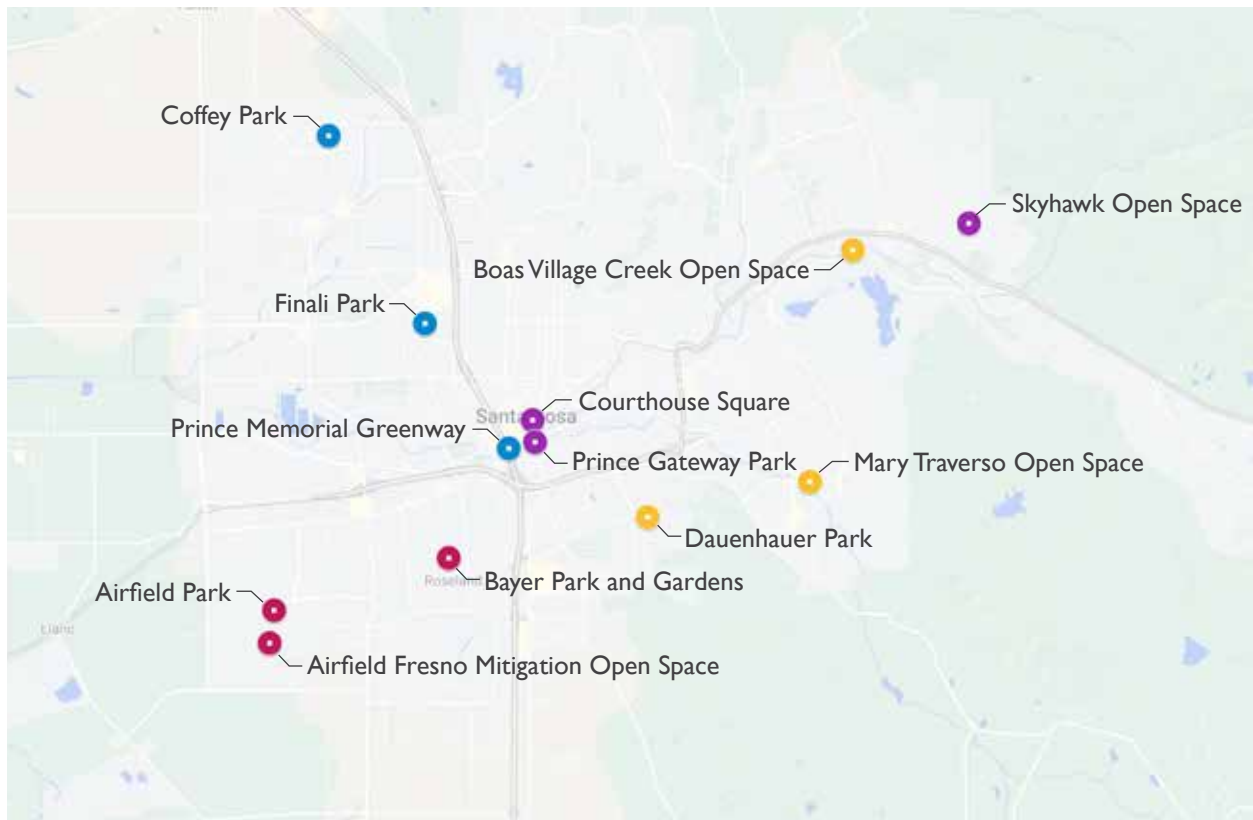 Coffey Park
Skyhawk Open Space
Boas Village Creek Open Space
Finali Park
Courthouse Square
Prince Memorial Greenway
Prince Gateway Park
Mary Traverso Open Space
Dauenhauer Park
Bayer Park and Gardens
Roseland
Airfield Park
Airfield Fresno Mitigation Open Space